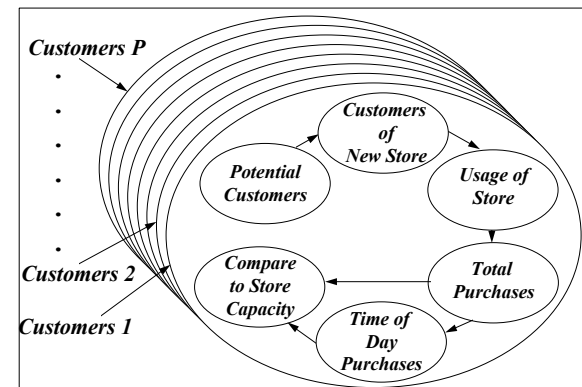 Customers P
Customers 2
Customers 1
Potential
Customers
Customers
of
New Store
Usage of
Store
Total
Purchases
Time of
Day
Purchases
Compare
to Store
Capacity